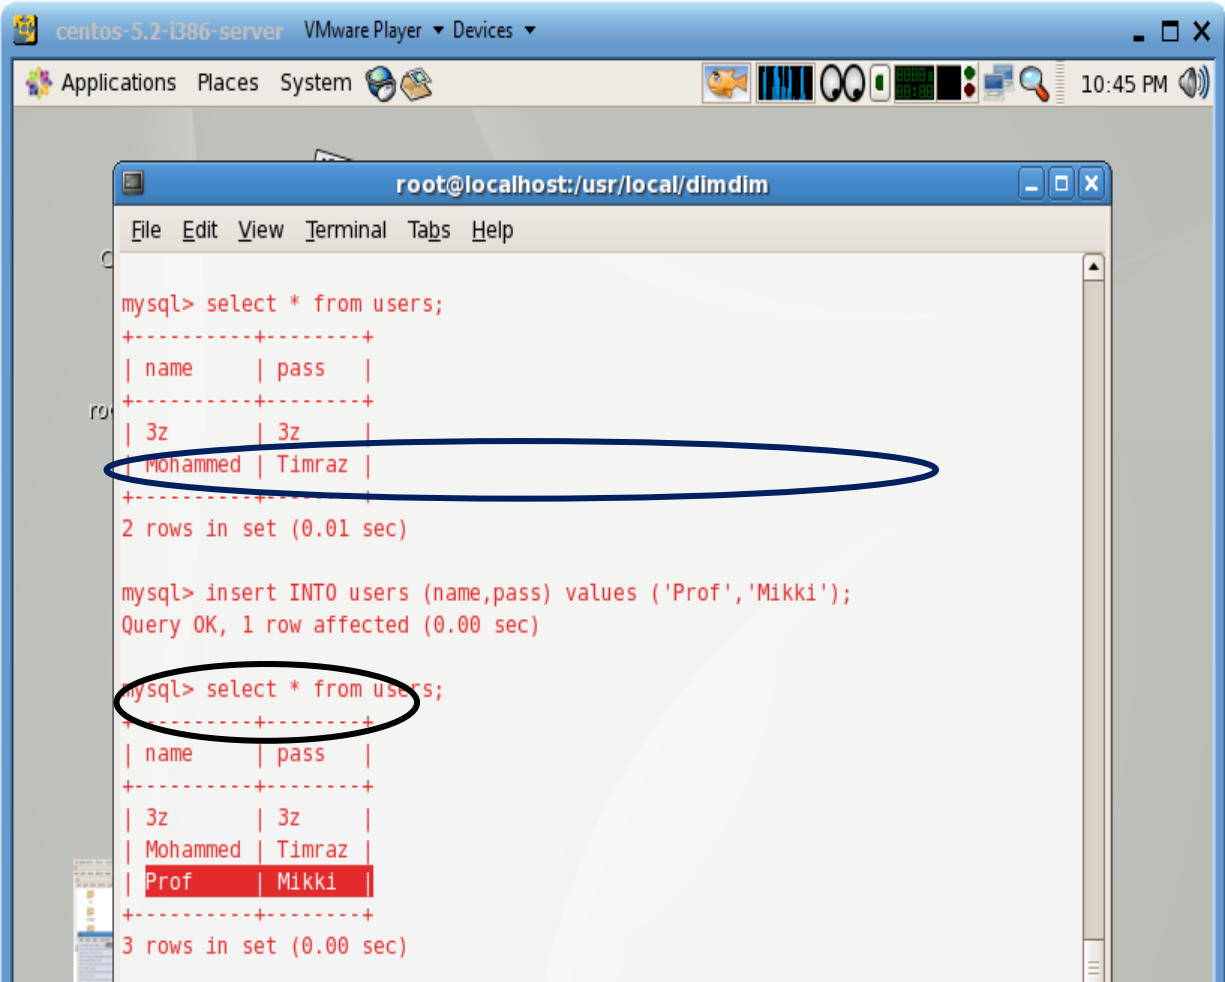 centos-5.2-i386-server VMware Player Devices
Applications Places System 10:45 PM
root@localhost:/usr/local/dimdim
File Edit View Terminal Tabs Help
mysql> select * from users;
+----------+--------+
| name     | pass   |
+----------+--------+
| 3z       | 3z     |
| Mohammed | Timraz |
+----------+--------+
2 rows in set (0.01 sec)
mysql> insert INTO users (name,pass) values ('Prof','Mikki');
Query OK, 1 row affected (0.00 sec)
mysql> select * from users;
+----------+--------+
| name     | pass   |
+----------+--------+
| 3z       | 3z     |
| Mohammed | Timraz |
| Prof     | Mikki  |
+----------+--------+
3 rows in set (0.00 sec)